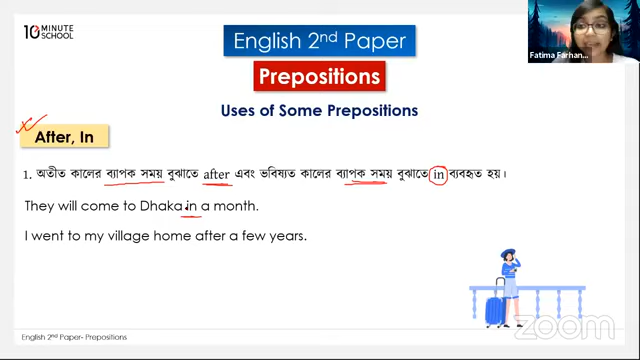 10 MINUTE SCHOOL
English 2nd Paper
Prepositions
Uses of Some Prepositions
After, In
1. অতীত কালের ব্যাপক সময় বুঝাতে after এবং ভবিষ্যত কালের ব্যাপক সময় বুঝাতে in ব্যবহৃত হয়।
They will come to Dhaka in a month.
I went to my village home after a few years.
English 2nd Paper- Prepositions
zoom
Fatima Farhan...